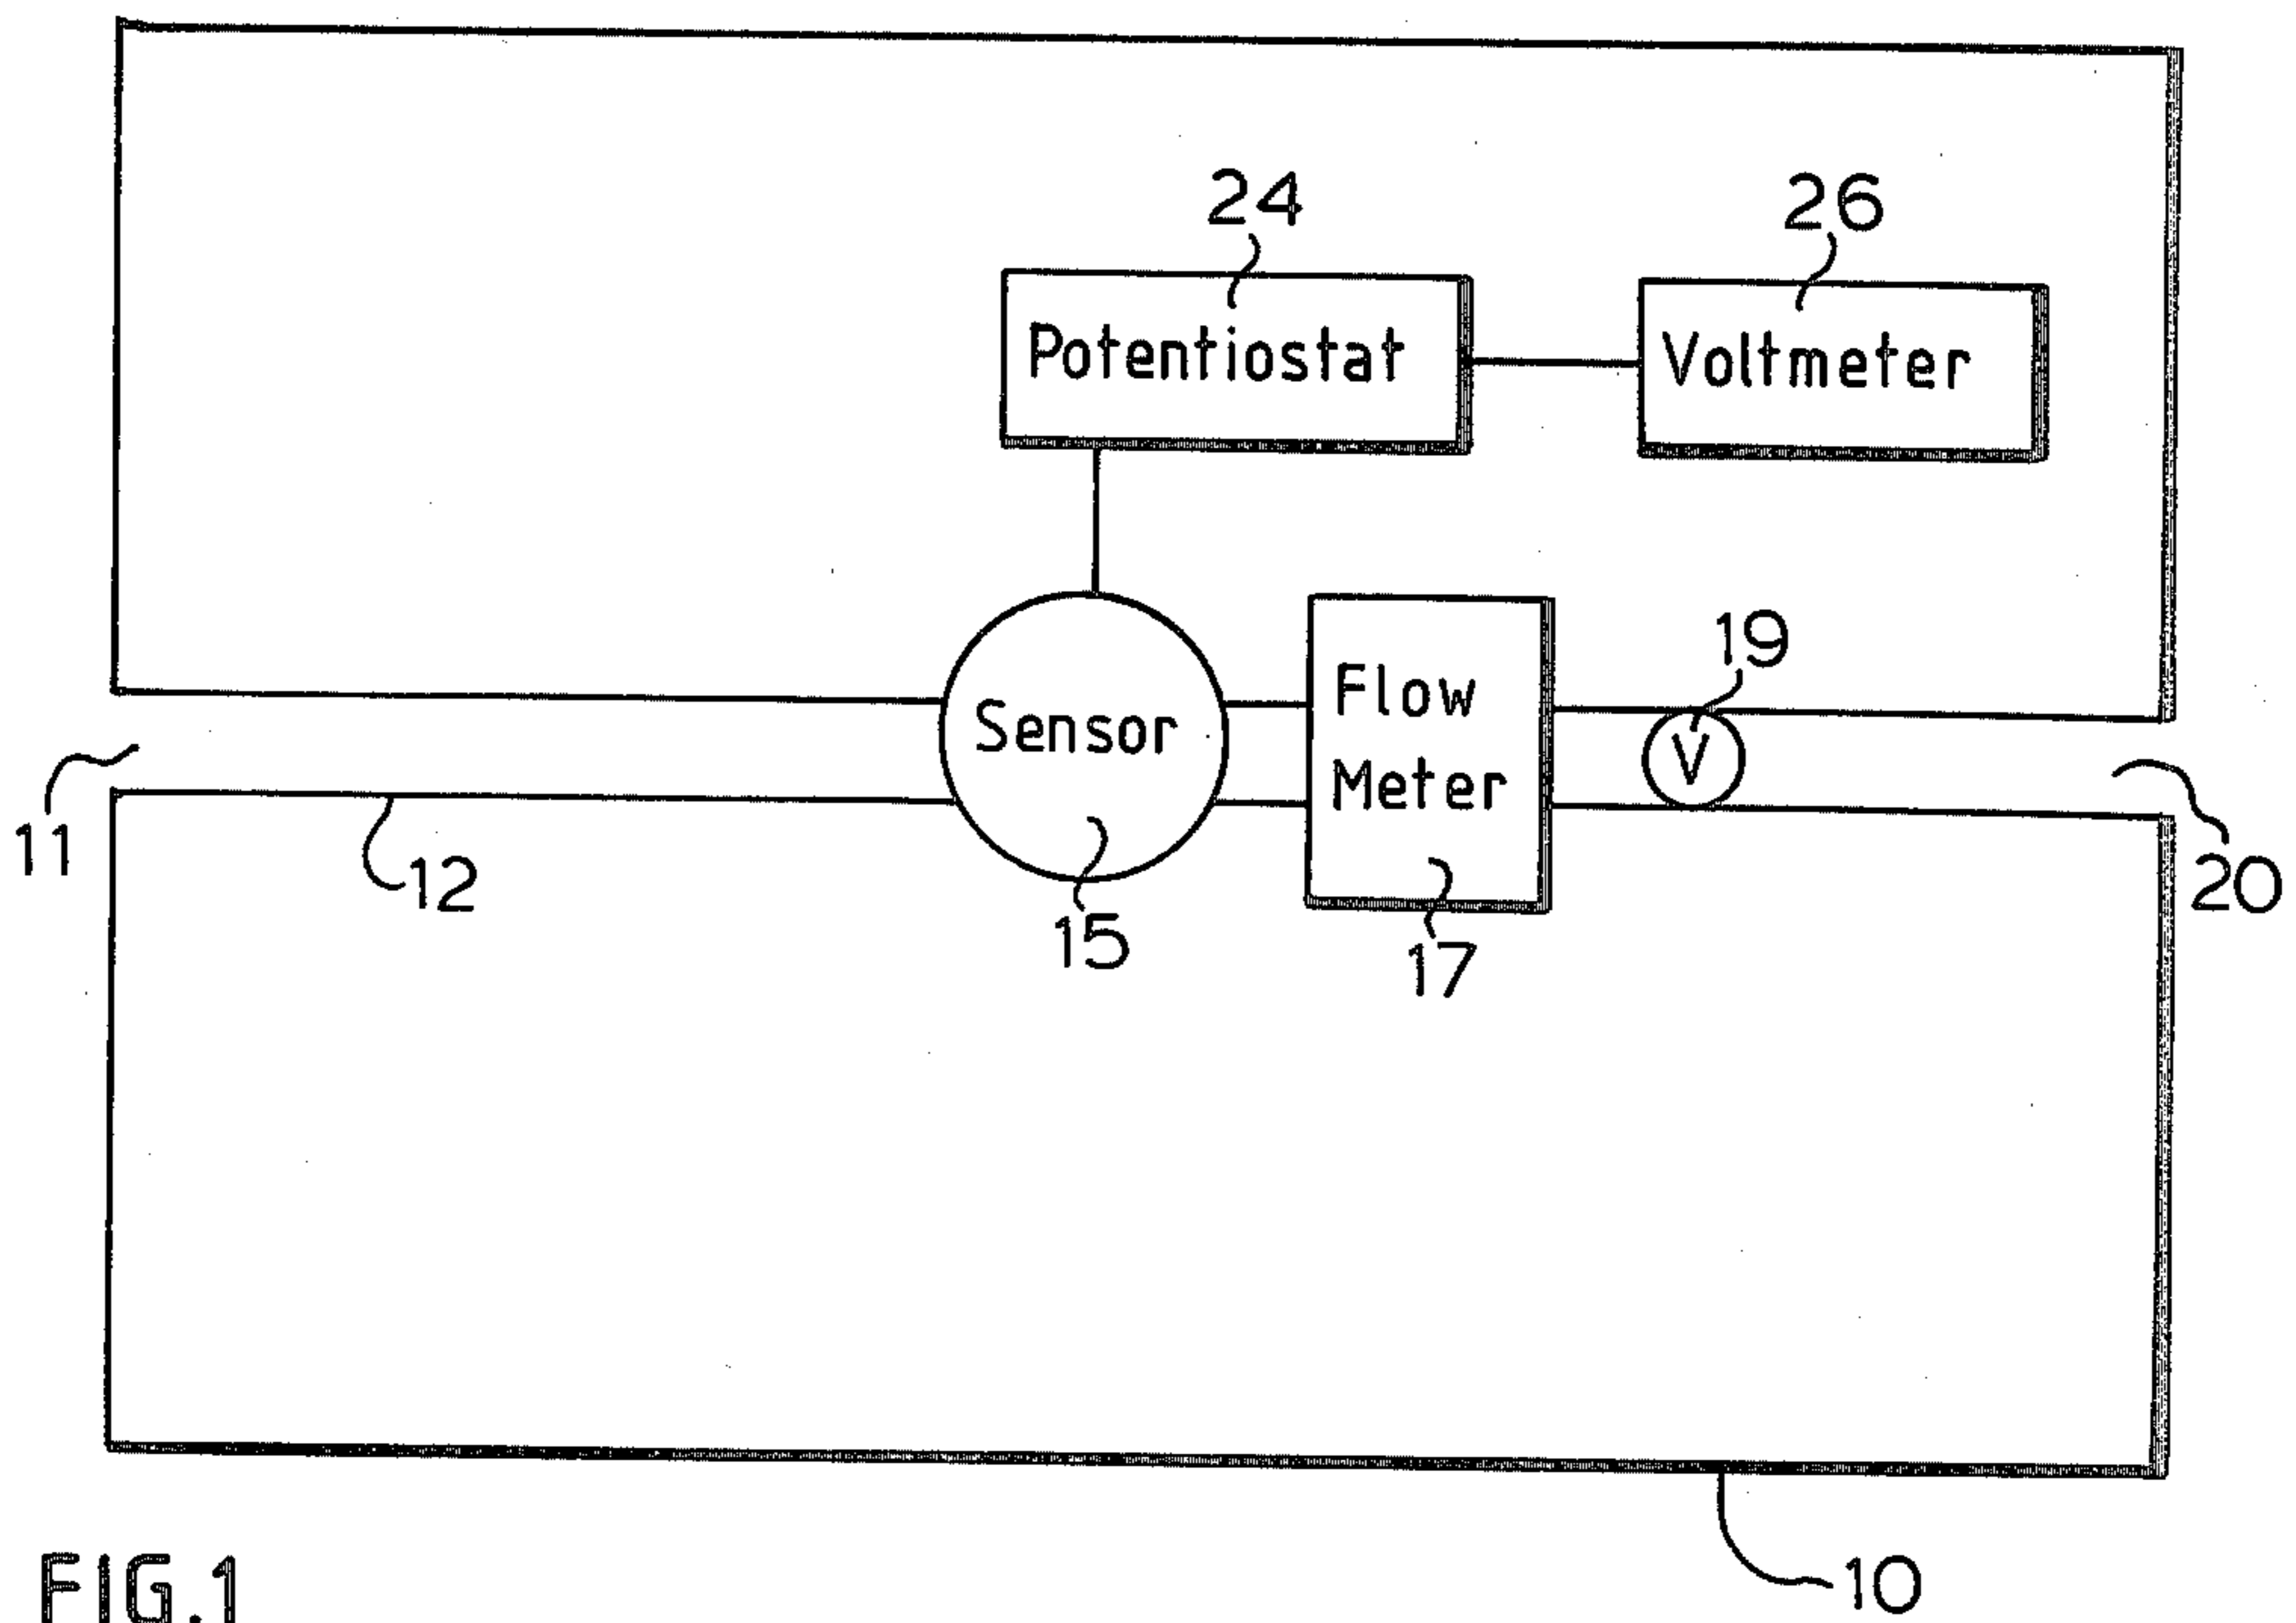 24
26
Potentiostat
Voltmeter
19
Sensor
Flow
Meter
V
11
12
15
17
20
10
FIG.1